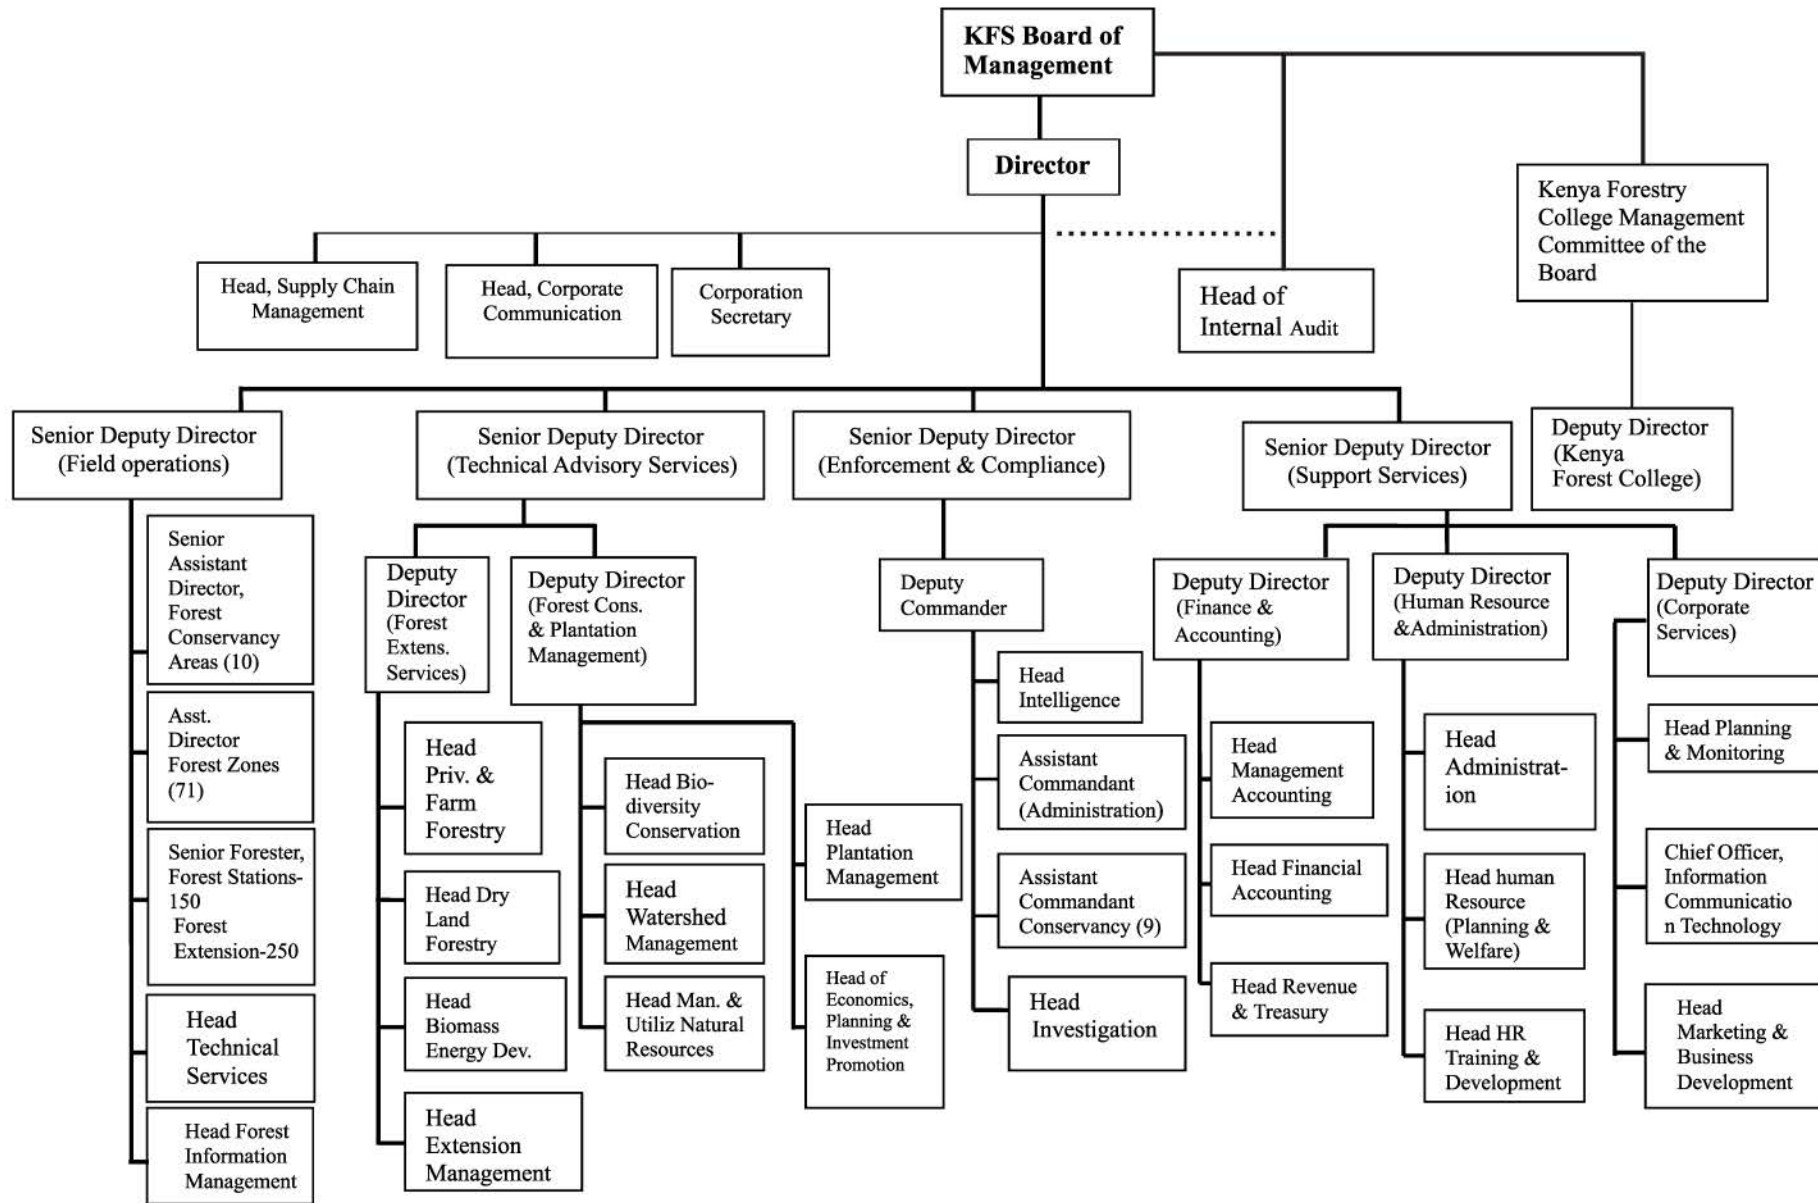 KFS Board of
Management
Director
Kenya Forestry
College Management
Committee of the
Board
Head, Supply Chain
Management
Head, Corporate
Communication
Corporation
Secretary
Head of
Internal Audit
Senior Deputy Director
(Field operations)
Senior Deputy Director
(Technical Advisory Services)
Senior Deputy Director
(Enforcement & Compliance)
Senior Deputy Director
(Support Services)
Deputy Director
(Kenya
Forest College)
Senior
Assistant
Director,
Forest
Conservancy
Areas (10)
Asst.
Director
Forest Zones
(71)
Senior Forester,
Forest Stations-
150
Forest
Extension-250
Head
Technical
Services
Head Forest
Information
Management
Deputy
Director
(Forest
Extens.
Services)
Head
Priv. &
Farm
Forestry
Head Dry
Land
Forestry
Head
Biomass
Energy Dev.
Head
Extension
Management
Deputy Director
(Forest Cons.
& Plantation
Management)
Head Bio-
diversity
Conservation
Head
Watershed
Management
Head Man. &
Utiliz Natural
Resources
Head
Plantation
Management
Head of
Economics,
Planning &
Investment
Promotion
Deputy
Commander
Head
Intelligence
Assistant
Commandant
(Administration)
Assistant
Commandant
Conservancy (9)
Head
Investigation
Deputy Director
(Finance &
Accounting)
Head
Management
Accounting
Head Financial
Accounting
Head Revenue
& Treasury
Deputy Director
(Human Resource
&Administration)
Head
Administrat-
ion
Head human
Resource
(Planning &
Welfare)
Head HR
Training &
Development
Deputy Director
(Corporate
Services)
Head Planning
& Monitoring
Chief Officer,
Information
Communicatio
n Technology
Head
Marketing &
Business
Development